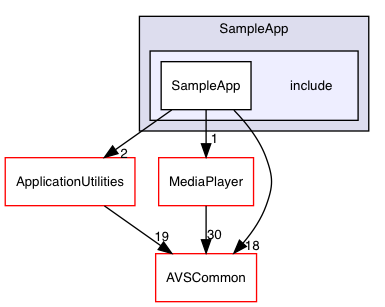 SampleApp
SampleApp
include
2
1
ApplicationUtilities
MediaPlayer
19
30
18
AVSCommon